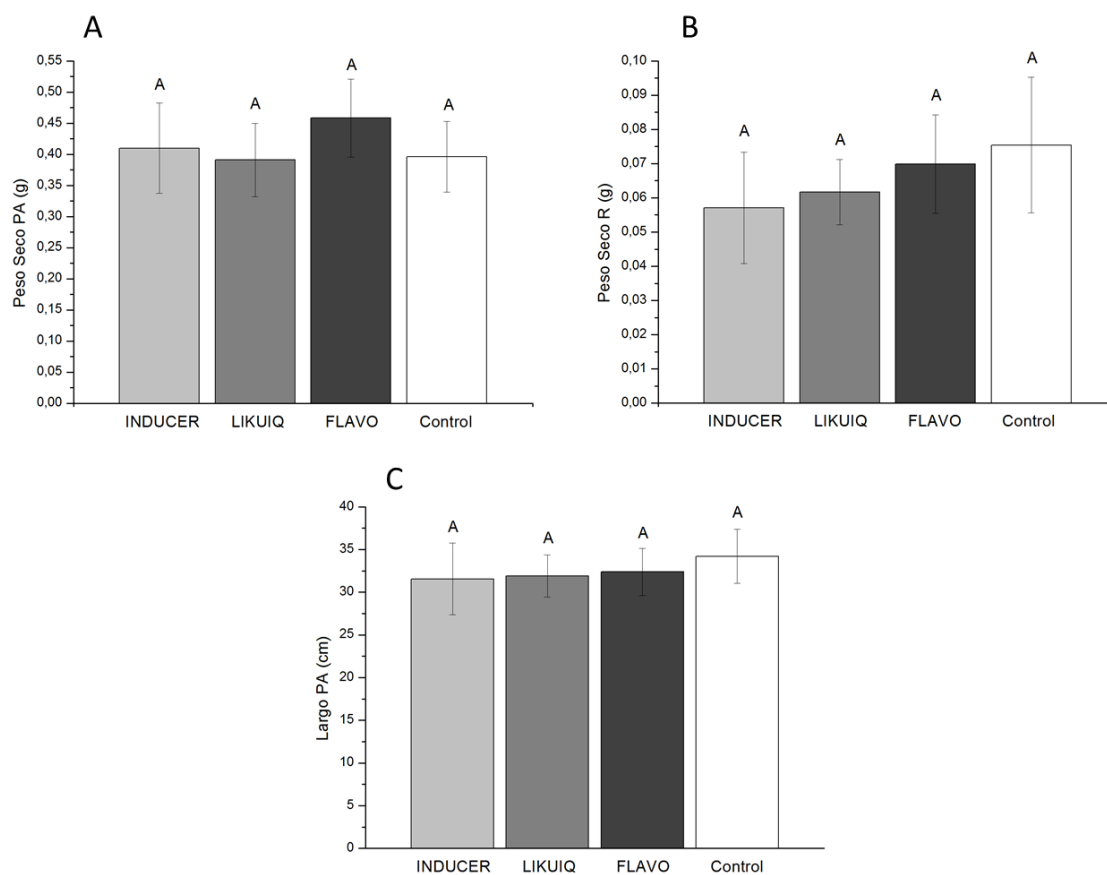 A
0,55
0,50
0,45
0,40
0,35
0,30
0,25
0,20
0,15
0,10
0,05
0,00
Peso Seco PA (g)
A
A
A
A
INDUCER LIKUIQ FLAVO Control
B
0,10
0,09
0,08
0,07
0,06
0,05
0,04
0,03
0,02
0,01
0,00
Peso Seco R (g)
A
A
A
A
INDUCER LIKUIQ FLAVO Control
C
40
35
30
25
20
15
10
5
0
Largo PA (cm)
A
A
A
A
INDUCER LIKUIQ FLAVO Control